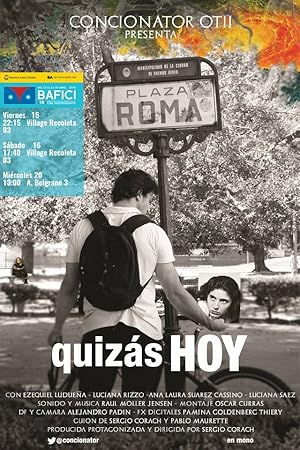 CONCIONATOR OTII
PRESENTA
BAFICI
Viernes 15
22:15 Village Recoleta
03
Sábado 16
17:40 Village Recoleta
03
Miércoles 20
13:00 A. Belgrano 3
MUNICIPALIDAD DE LA CIUDAD
DE BUENOS AIRES
PLAZA
ROMA
quizás HOY
CON EZEQUIEL LUDUEÑA - LUCIANA RIZZO - ANA LAURA SUAREZ CASSINO - LUCIANA SAEZ
SONIDO Y MUSICA RAUL MOLLER JENSEN - MONTAJE OSCAR CURRAS
DF Y CAMARA ALEJANDRO PADIN - FX DIGITALES PAMINA GOLDENBERG THIERY
GUION DE SERGIO CORACH Y PABLO MAURETTE
PRODUCIDA PROTAGONIZADA Y DIRIGIDA POR SERGIO CORACH
@concionator
en mono